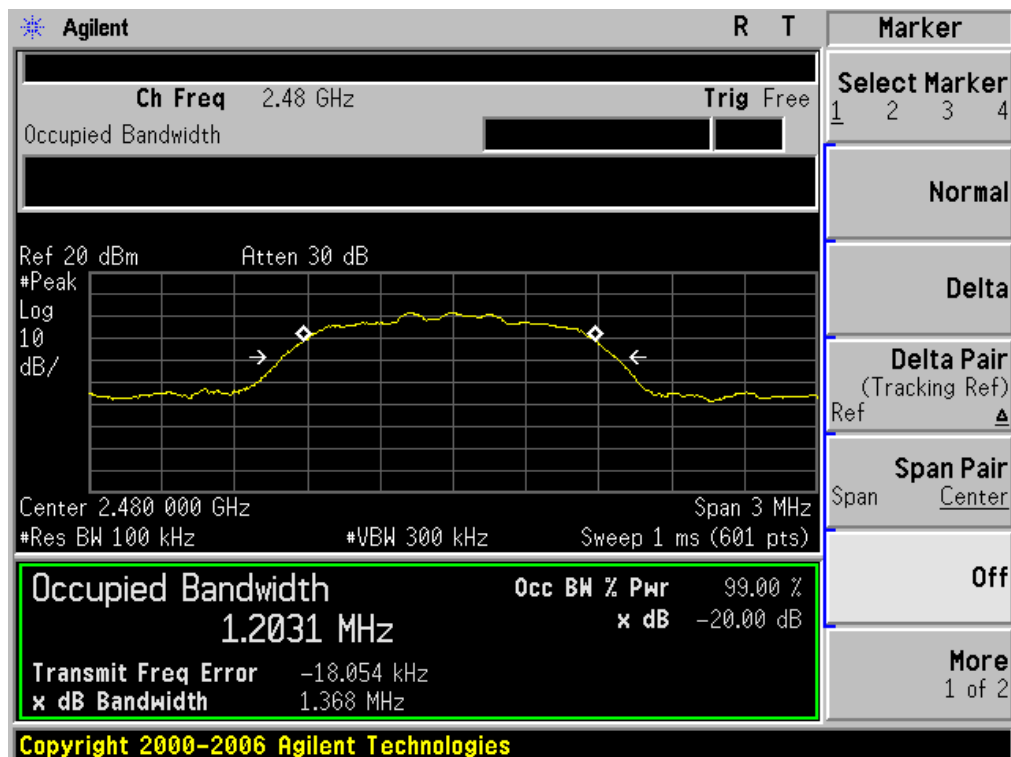 Agilent R T
Ch Freq 2.48 GHz Trig Free
Occupied Bandwidth
Ref 20 dBm Atten 30 dB
#Peak
Log
10
dB/
Center 2.480 000 GHz Span 3 MHz
#Res BW 100 kHz #VBW 300 kHz Sweep 1 ms (601 pts)
Occupied Bandwidth Occ BW % Pwr 99.00 %
1.2031 MHz x dB -20.00 dB
Transmit Freq Error -18.054 kHz
x dB Bandwidth 1.368 MHz
Copyright 2000-2006 Agilent Technologies
Marker
Select Marker
1 2 3 4
Normal
Delta
Delta Pair
(Tracking Ref)
Ref Δ
Span Pair
Span Center
Off
More
1 of 2